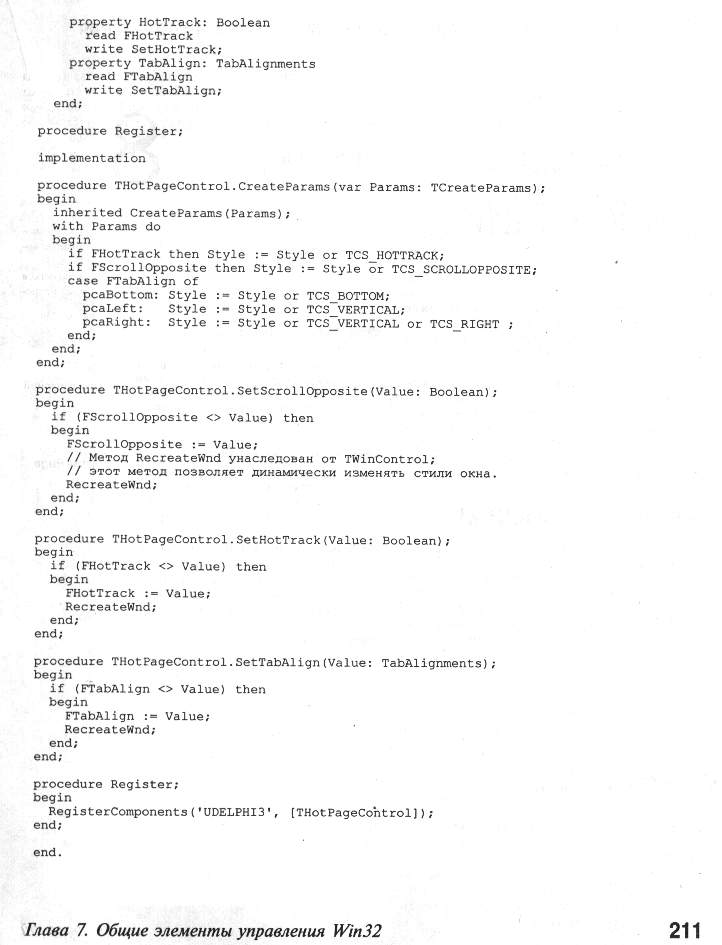 property HotTrack: Boolean
read FHotTrack
write SetHotTrack;
property TabAlign: TabAlignments
read FTabAlign
write SetTabAlign;
end;
procedure Register;
implementation
procedure THotPageControl.CreateParams(var Params: TCreateParams);
begin
inherited CreateParams(Params);
with Params do
begin
if FHotTrack then Style := Style or TCS_HOTTRACK;
if FScrollOpposite then Style := Style or TCS_SCROLLOPPOSITE;
case FTabAlign of
pcaBottom: Style := Style or TCS_BOTTOM;
pcaLeft: Style := Style or TCS_VERTICAL;
pcaRight: Style := Style or TCS_VERTICAL or TCS_RIGHT ;
end;
end;
end;
procedure THotPageControl.SetScrollOpposite(Value: Boolean);
begin
if (FScrollOpposite <> Value) then
begin
FScrollOpposite := Value;
// Метод RecreateWnd унаследован от TWinControl;
// этот метод позволяет динамически изменять стили окна.
RecreateWnd;
end;
end;
procedure THotPageControl.SetHotTrack(Value: Boolean);
begin
if (FHotTrack <> Value) then
begin
FHotTrack := Value;
RecreateWnd;
end;
end;
procedure THotPageControl.SetTabAlign(Value: TabAlignments);
begin
if (FTabAlign <> Value) then
begin
FTabAlign := Value;
RecreateWnd;
end;
end;
procedure Register;
begin
RegisterComponents('UDELPHI3', [THotPageControl]);
end;
end.
Глава 7. Общие элементы управления Win32 211